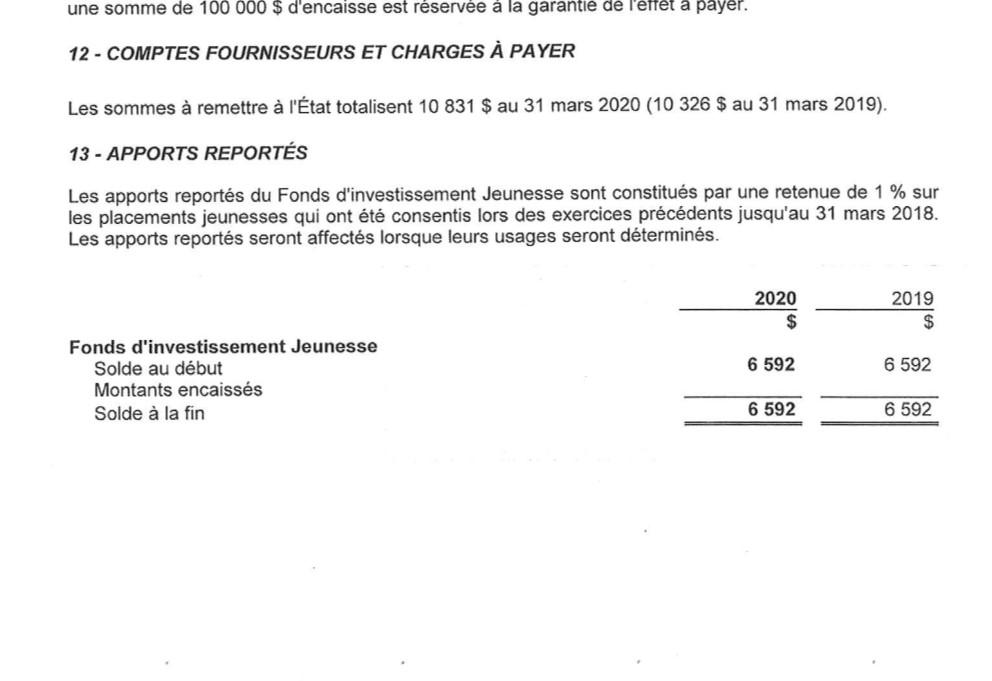 une somme de 100 000 $ d'encaisse est réservée à la garantie de l'effet à payer.
12 - COMPTES FOURNISSEURS ET CHARGES À PAYER
Les sommes à remettre à l'État totalisent 10 831 $ au 31 mars 2020 (10 326 $ au 31 mars 2019).
13 - APPORTS REPORTÉS
Les apports reportés du Fonds d'investissement Jeunesse sont constitués par une retenue de 1 % sur
les placements jeunesses qui ont été consentis lors des exercices précédents jusqu'au 31 mars 2018.
Les apports reportés seront affectés lorsque leurs usages seront déterminés.
2020 2019
$ $
Fonds d'investissement Jeunesse
Solde au début 6 592 6 592
Montants encaissés
Solde à la fin 6 592 6 592